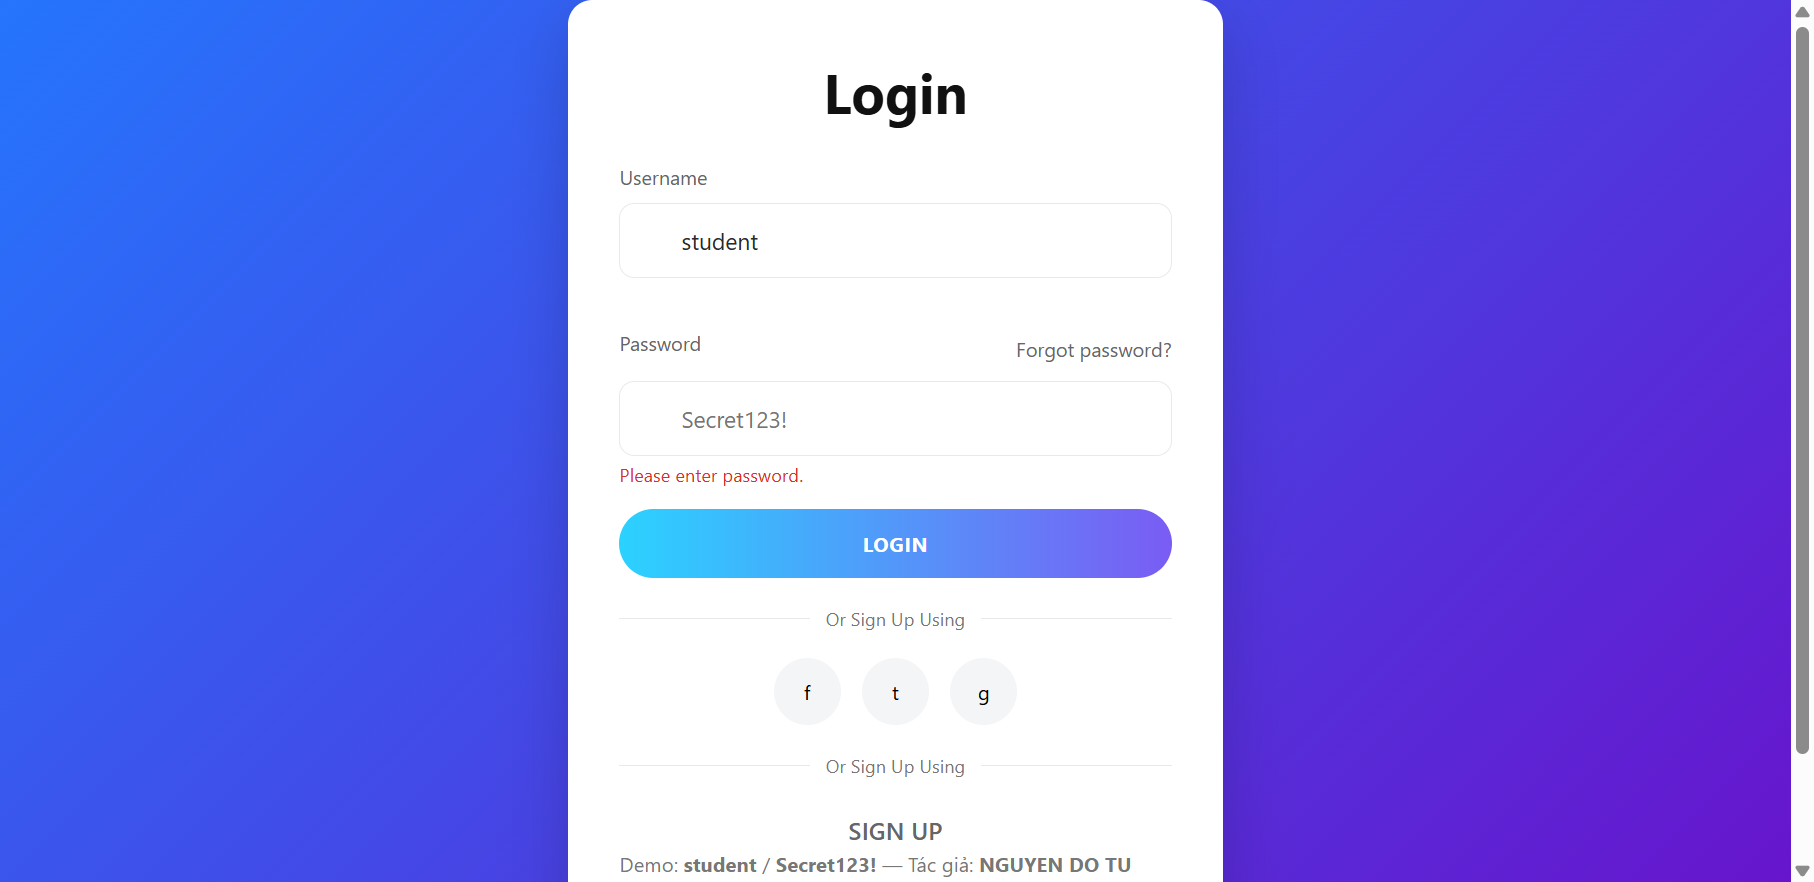 Login
Username
student
Password
Forgot password?
Secret123!
Please enter password.
LOGIN
Or Sign Up Using
f t g
Or Sign Up Using
SIGN UP
Demo: student / Secret123! — Tác giả: NGUYEN DO TU